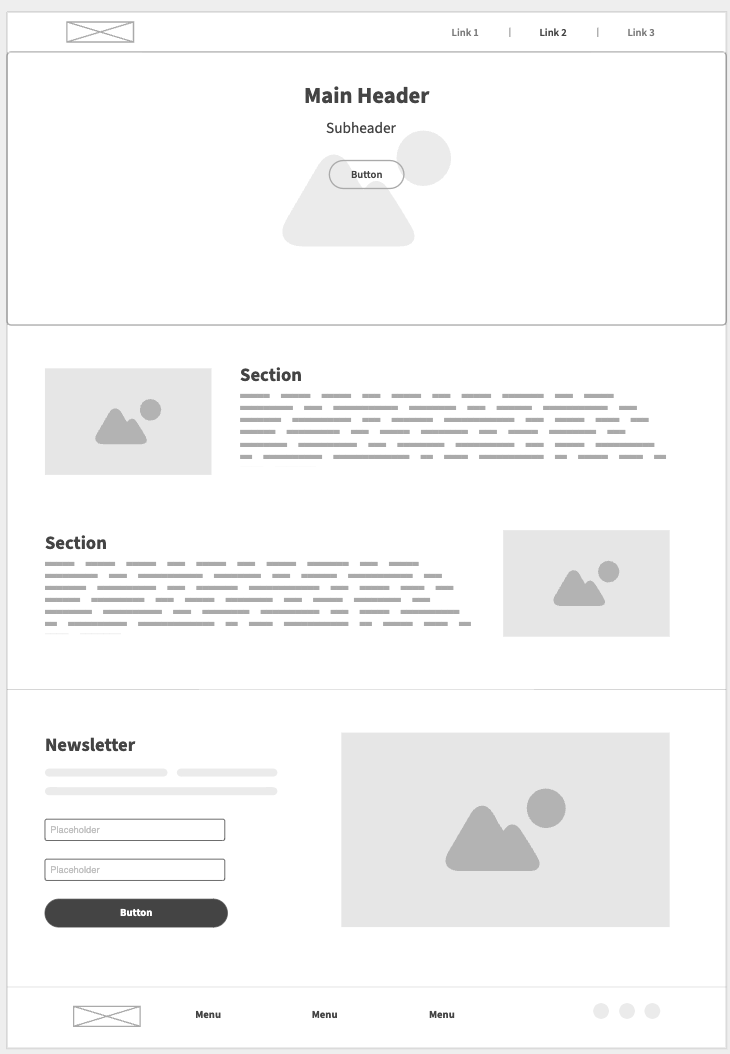 Link 1 | Link 2 | Link 3
Main Header
Subheader
Button
Section
Section
Newsletter
Placeholder
Placeholder
Button
Menu Menu Menu